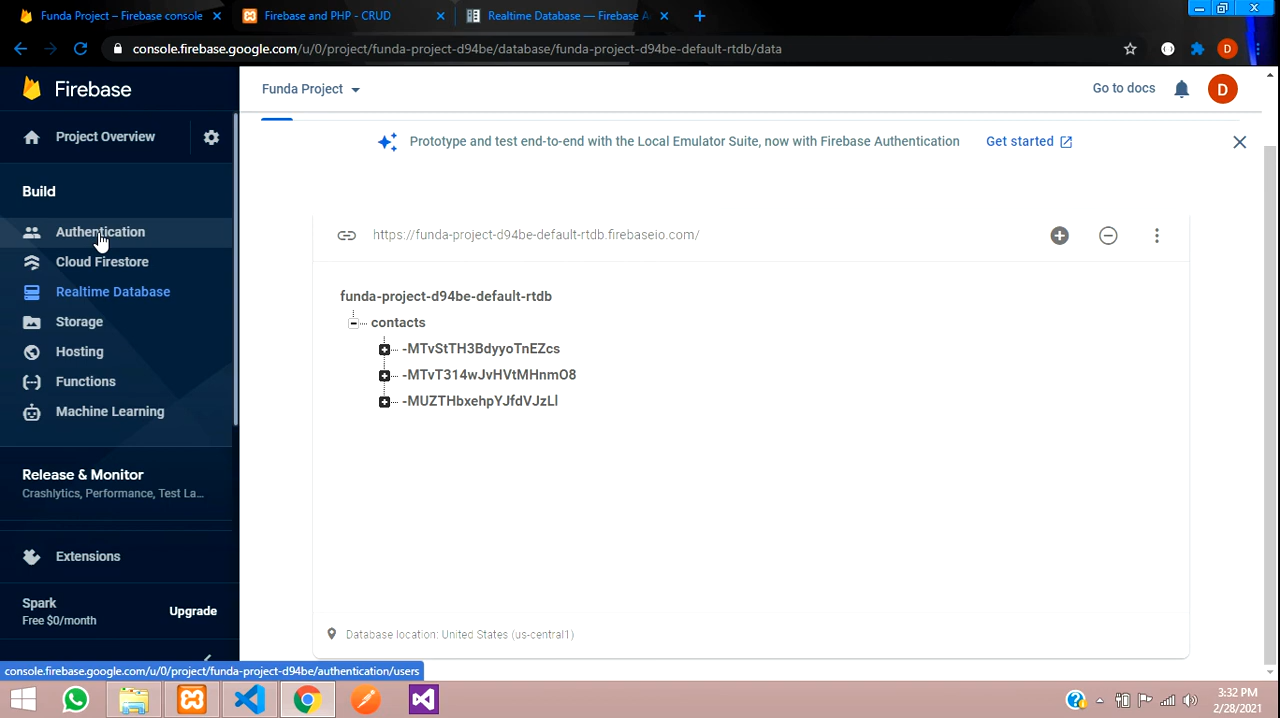 Funda Project – Firebase console
Firebase and PHP - CRUD
Realtime Database — Firebase A
console.firebase.google.com/u/0/project/funda-project-d94be/database/funda-project-d94be-default-rtdb/data
D
Firebase
Funda Project
Go to docs
D
Project Overview
Prototype and test end-to-end with the Local Emulator Suite, now with Firebase Authentication
Get started
Build
Authentication
Cloud Firestore
Realtime Database
Storage
Hosting
Functions
Machine Learning
Release & Monitor
Crashlytics, Performance, Test La...
Extensions
Spark
Free $0/month
Upgrade
https://funda-project-d94be-default-rtdb.firebaseio.com/
funda-project-d94be-default-rtdb
contacts
-MTvStTH3BdyyoTnEZcs
-MTvT314wJvHVtMHnmO8
-MUZTHbxehpYJfdVJzLl
Database location: United States (us-central1)
console.firebase.google.com/u/0/project/funda-project-d94be/authentication/users
3:32 PM
2/28/2021